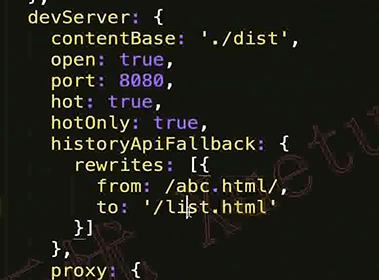 devServer: {
contentBase: './dist',
open: true,
port: 8080,
hot: true,
hotOnly: true,
historyApiFallback: {
rewrites: [{
from: /abc.html/,
to: '/list.html'
}]
},
proxy: {